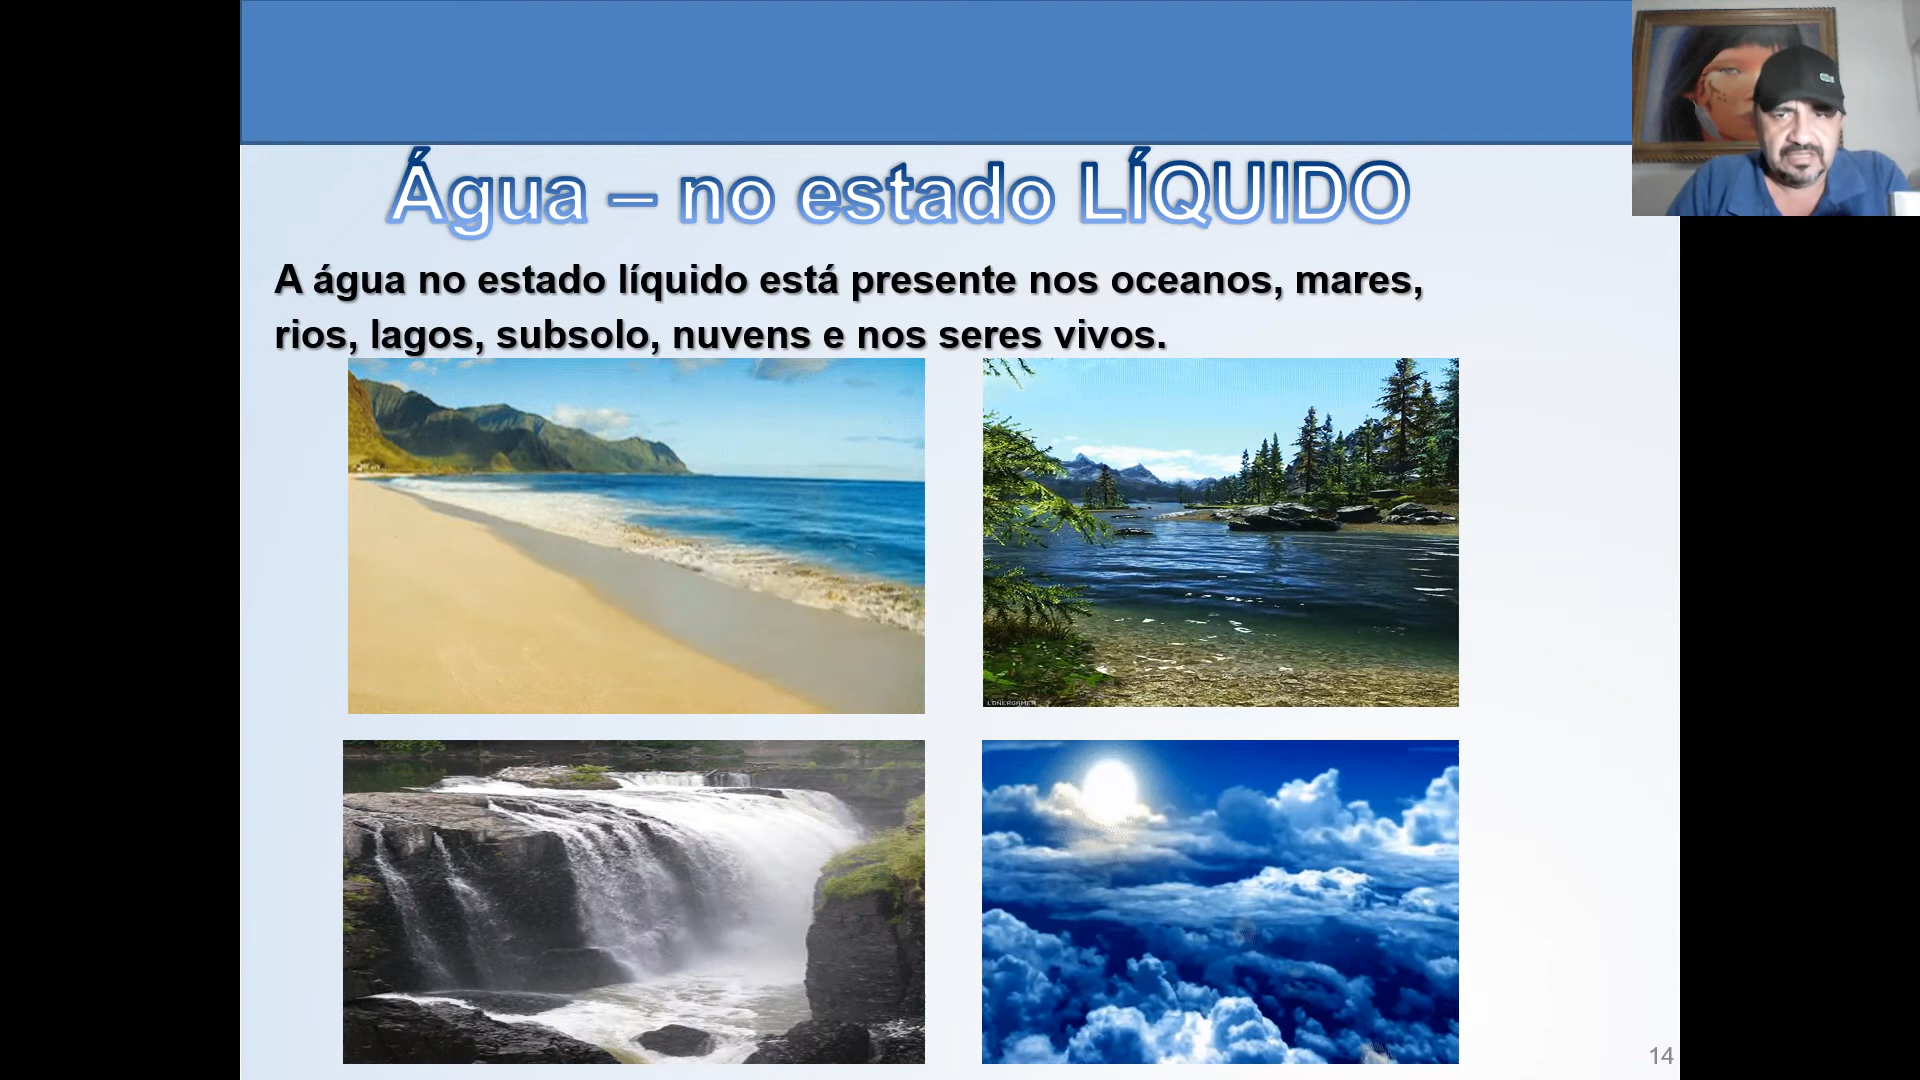 Água – no estado LÍQUIDO
A água no estado líquido está presente nos oceanos, mares,
rios, lagos, subsolo, nuvens e nos seres vivos.
LONERGAMER
14